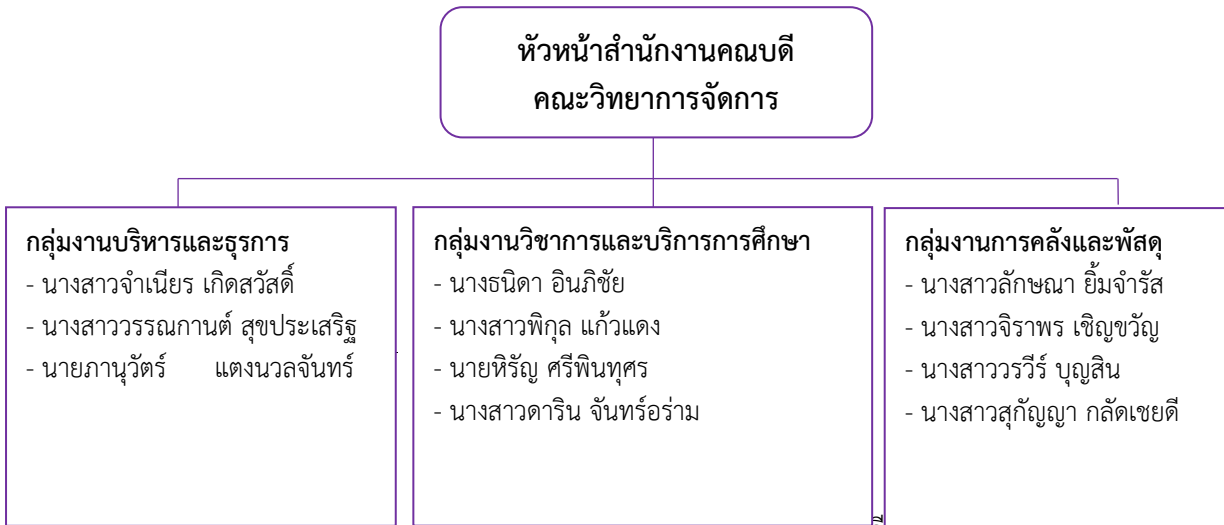 หัวหน้าสำนักงานคณบดี
คณะวิทยาการจัดการ
กลุ่มงานบริหารและธุรการ
- นางสาวจำเนียร เกิดสวัสดิ์
- นางสาววรรณกานต์ สุขประเสริฐ
- นายภานุวัตร์ แตงนวลจันทร์
กลุ่มงานวิชาการและบริการการศึกษา
- นางธนิดา อินภิชัย
- นางสาวพิกุล แก้วแดง
- นายหิรัญ ศรีพินทุศร
- นางสาวดาริน จันทร์อร่าม
กลุ่มงานการคลังและพัสดุ
- นางสาวลักษณา ยิ้มจำรัส
- นางสาวจิราพร เชิญขวัญ
- นางสาววรวีร์ บุญสิน
- นางสาวสุกัญญา กลัดเชยดี